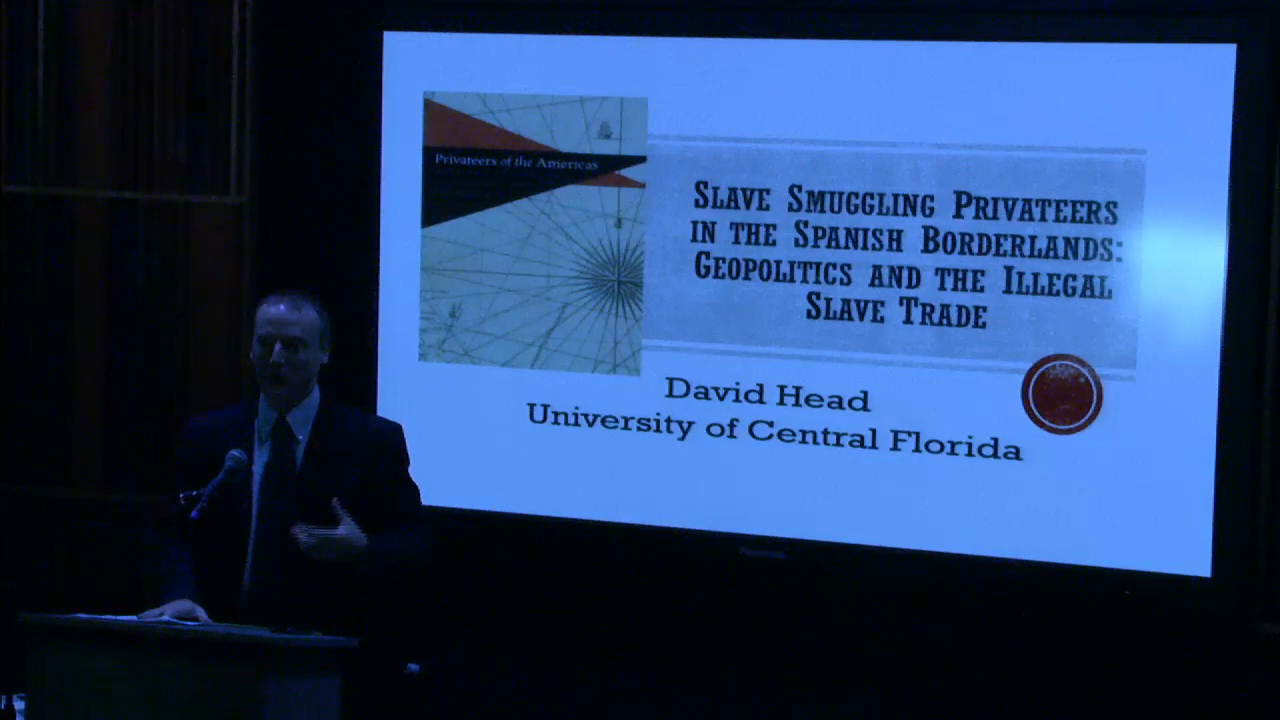 Privateers of the Americas
SLAVE SMUGGLING PRIVATEERS
IN THE SPANISH BORDERLANDS:
GEOPOLITICS AND THE ILLEGAL
SLAVE TRADE
David Head
University of Central Florida
Panasonic